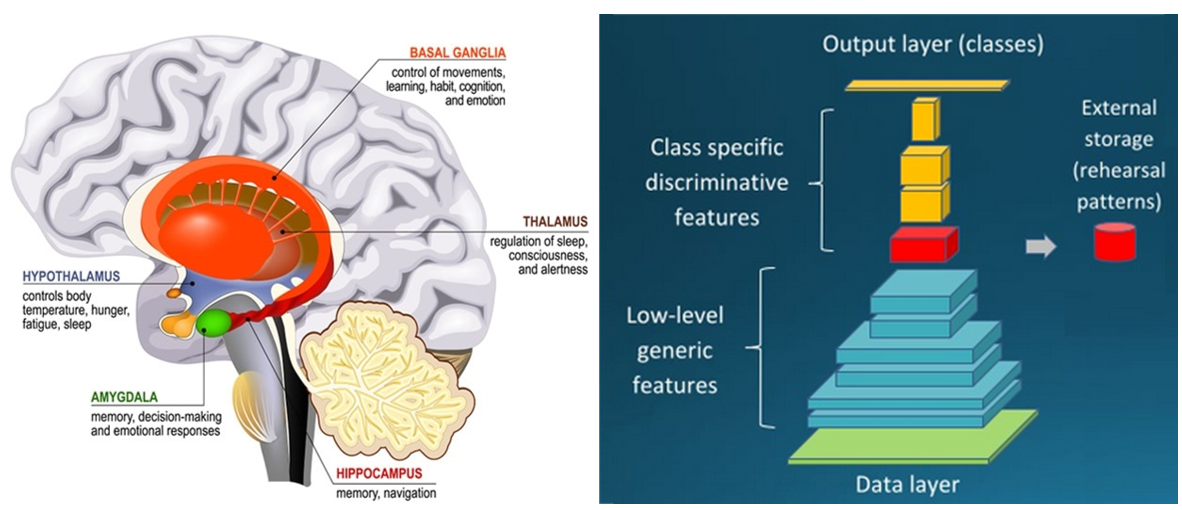 BASAL GANGLIA
control of movements,
learning, habit, cognition,
and emotion
THALAMUS
regulation of sleep,
consciousness,
and alertness
HYPOTHALAMUS
controls body
temperature, hunger,
fatigue, sleep
AMYGDALA
memory, decision-making
and emotional responses
HIPPOCAMPUS
memory, navigation
Output layer (classes)
Class specific
discriminative
features
External
storage
(rehearsal
patterns)
Low-level
generic
features
Data layer